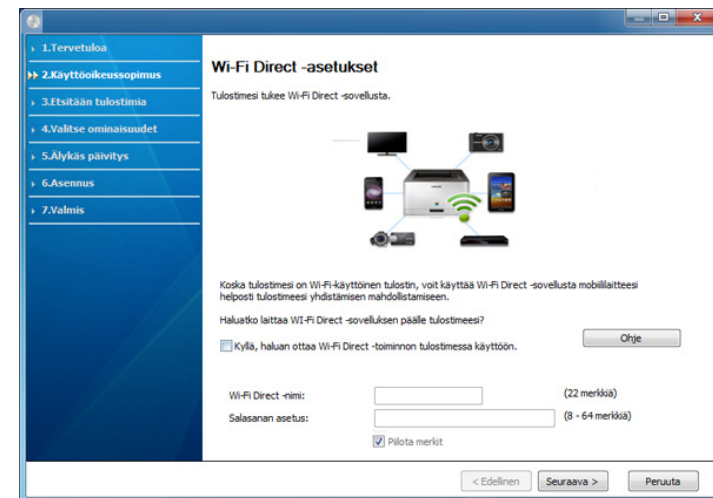 1.Tervetuloa
2.Käyttöoikeussopimus
3.Etsitään tulostimia
4.Valitse ominaisuudet
5.Älykäs päivitys
6.Asennus
7.Valmis
Wi-Fi Direct -asetukset
Tulostimesi tukee Wi-Fi Direct -sovellusta.
Koska tulostimesi on Wi-Fi-käyttöinen tulostin, voit käyttää Wi-Fi Direct -sovellusta mobiililaitteesi
helposti tulostimeesi yhdistämisen mahdollistamiseen.
Haluatko laittaa WI-Fi Direct -sovelluksen päälle tulostimeesi?
Kyllä, haluan ottaa Wi-Fi Direct -toiminnon tulostimessa käyttöön.
Ohje
Wi-Fi Direct -nimi: (22 merkkiä)
Salasanan asetus: (8 - 64 merkkiä)
Piilota merkit
< Edellinen Seuraava > Peruuta